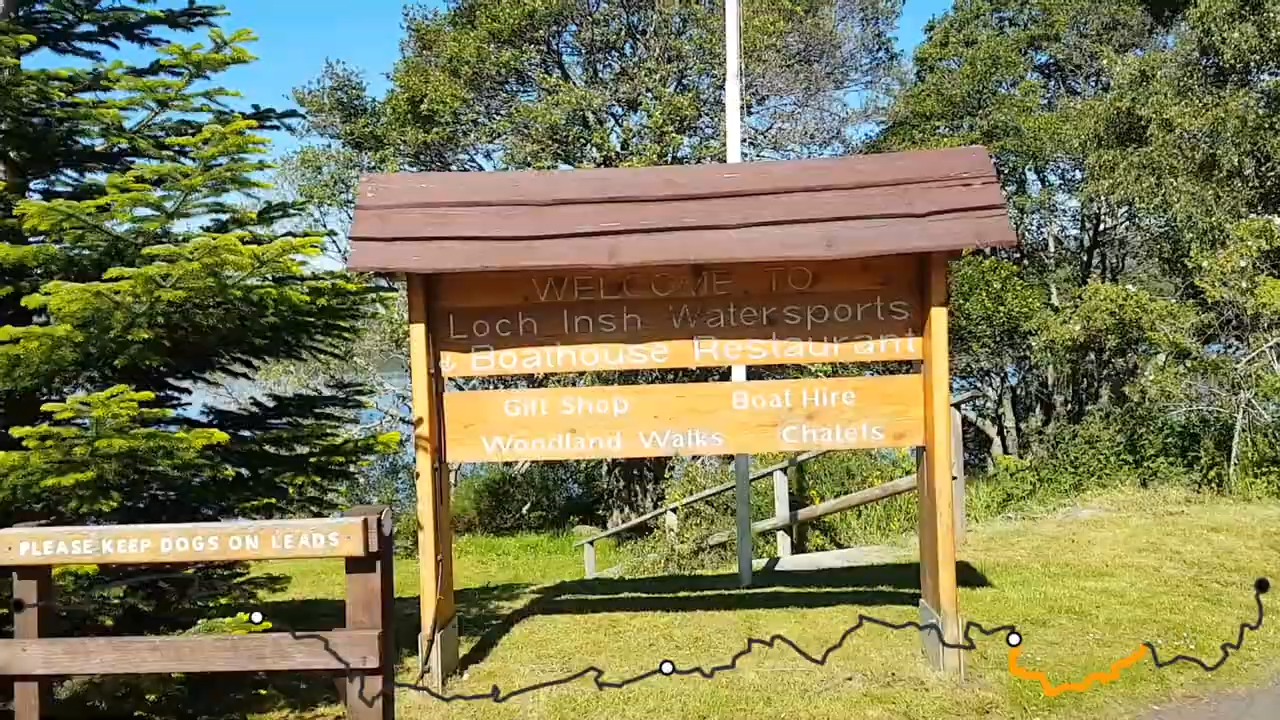 WELCOME TO
Loch Insh Watersports
& Boathouse Restaurant
Gift Shop Boat Hire
Woodland Walks Chalets
PLEASE KEEP DOGS ON LEADS